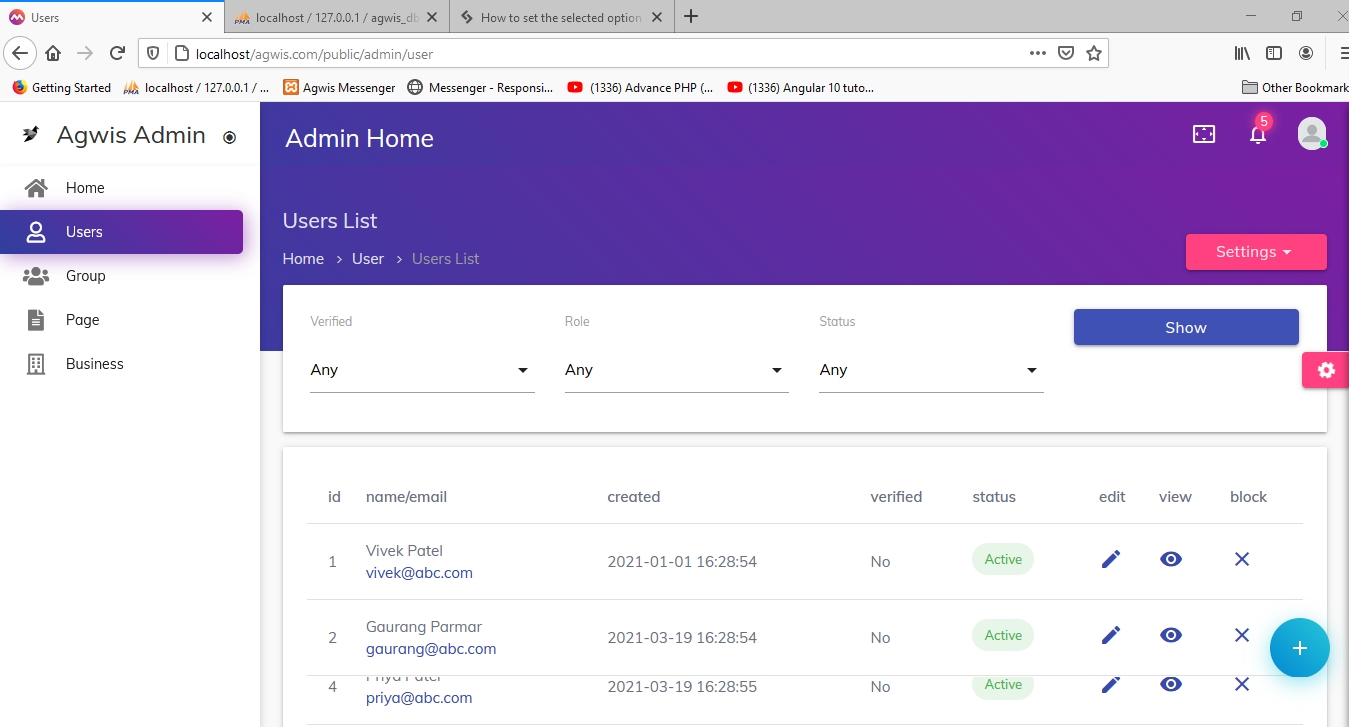 Users
localhost / 127.0.0.1 / agwis_db
How to set the selected option
localhost/agwis.com/public/admin/user
Getting Started
localhost / 127.0.0.1 / ...
Agwis Messenger
Messenger - Responsi...
(1336) Advance PHP (...
(1336) Angular 10 tuto...
Other Bookmark
Agwis Admin
Admin Home
5
Home
Users
Group
Page
Business
Users List
Home > User > Users List
Settings
Verified
Role
Status
Show
Any
Any
Any
id name/email created verified status edit view block
1 Vivek Patel 2021-01-01 16:28:54 No Active
vivek@abc.com
2 Gaurang Parmar 2021-03-19 16:28:54 No Active
gaurang@abc.com
4 Priya Patel 2021-03-19 16:28:55 No Active
priya@abc.com